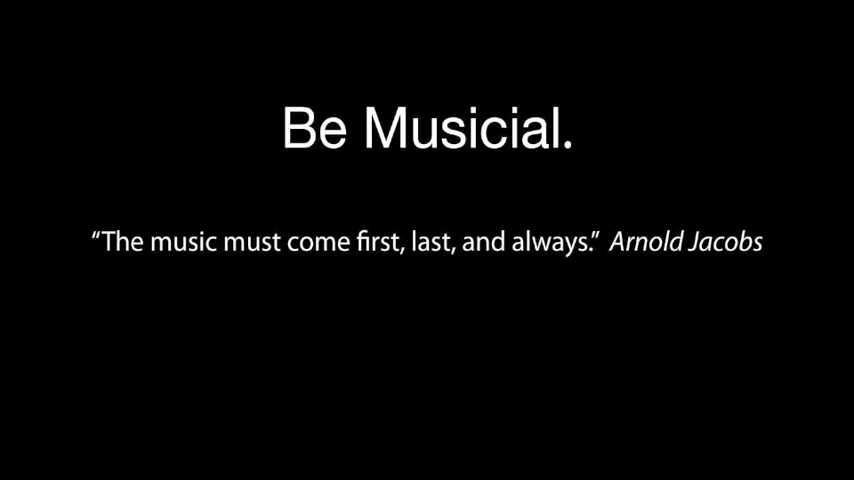 Be Musicial.
“The music must come first, last, and always.” Arnold Jacobs